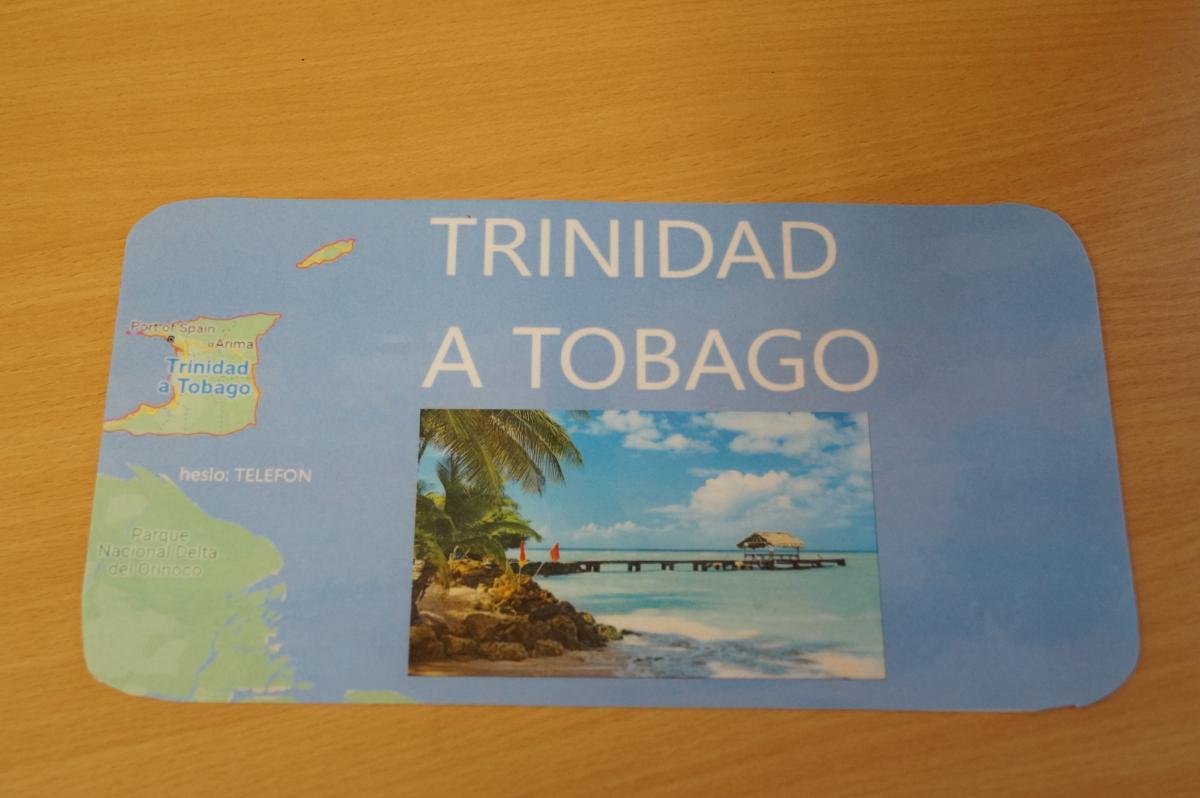 TRINIDAD
A TOBAGO
Port of Spain
Arima
Trinidad
a Tobago
heslo: TELEFON
Parque
Nacional Delta
del Orinoco